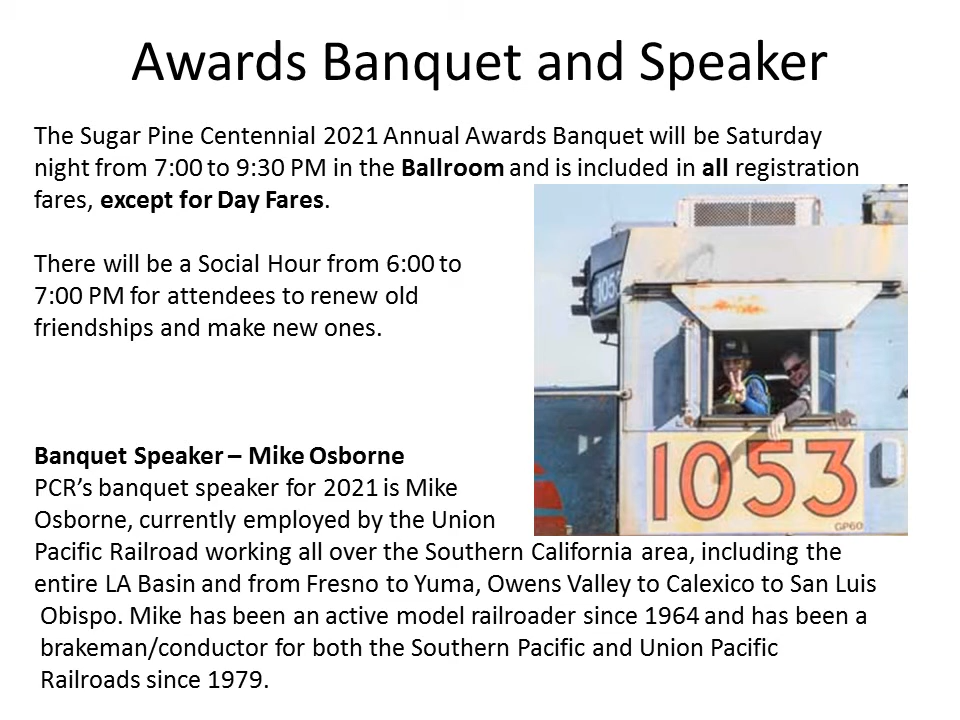 Awards Banquet and Speaker
The Sugar Pine Centennial 2021 Annual Awards Banquet will be Saturday
night from 7:00 to 9:30 PM in the Ballroom and is included in all registration
fares, except for Day Fares.
There will be a Social Hour from 6:00 to
7:00 PM for attendees to renew old
friendships and make new ones.
105
1053
GP60
Banquet Speaker – Mike Osborne
PCR's banquet speaker for 2021 is Mike
Osborne, currently employed by the Union
Pacific Railroad working all over the Southern California area, including the
entire LA Basin and from Fresno to Yuma, Owens Valley to Calexico to San Luis
Obispo. Mike has been an active model railroader since 1964 and has been a
brakeman/conductor for both the Southern Pacific and Union Pacific
Railroads since 1979.